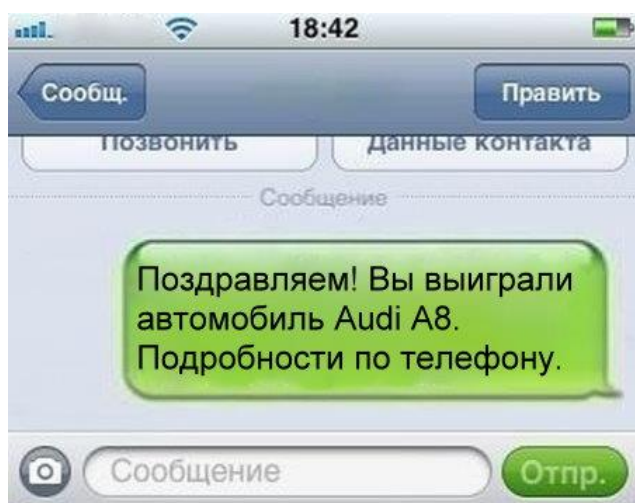 18:42
Сообщ.
Править
Позвонить
Данные контакта
Сообщение
Поздравляем! Вы выиграли
автомобиль Audi A8.
Подробности по телефону.
Сообщение
Отпр.